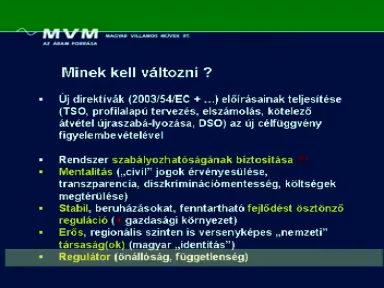 MVM MAGYAR VILLAMOS MŰVEK RT.
AZ ÁRAM FORRÁSA
Minek kell változni ?
Új direktívák (2003/54/EC + …) előírásainak teljesítése
(TSO, profilalapú tervezés, elszámolás, kötelező
átvétel újraszabá-lyozása, DSO) az új célfüggvény
figyelembevételével
Rendszer szabályozhatóságának biztosítása
Mentalitás („civil” jogok érvényesülése,
transzparencia, diszkriminációmentesség, költségek
megtérülése)
Stabil, beruházásokat, fenntartható fejlődést ösztönző
reguláció (+ gazdasági környezet)
Erős, regionális szinten is versenyképes „nemzeti”
társaság(ok) (magyar „identitás”)
Regulátor (önállóság, függetlenség)